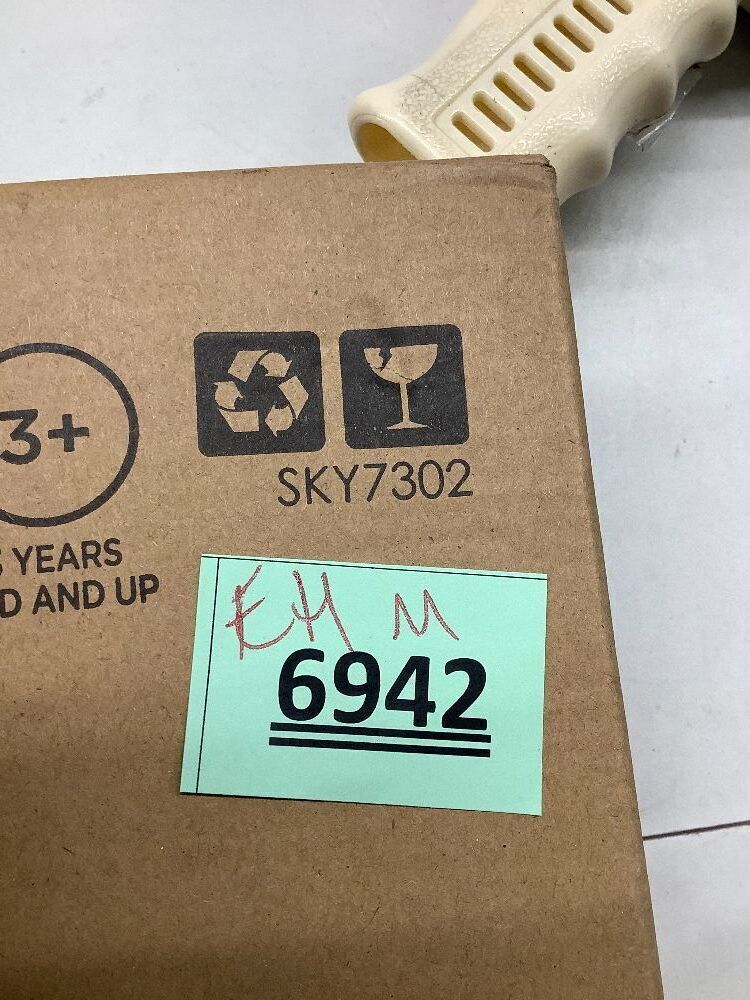 3+
YEARS
D AND UP
SKY7302
EH M
6942